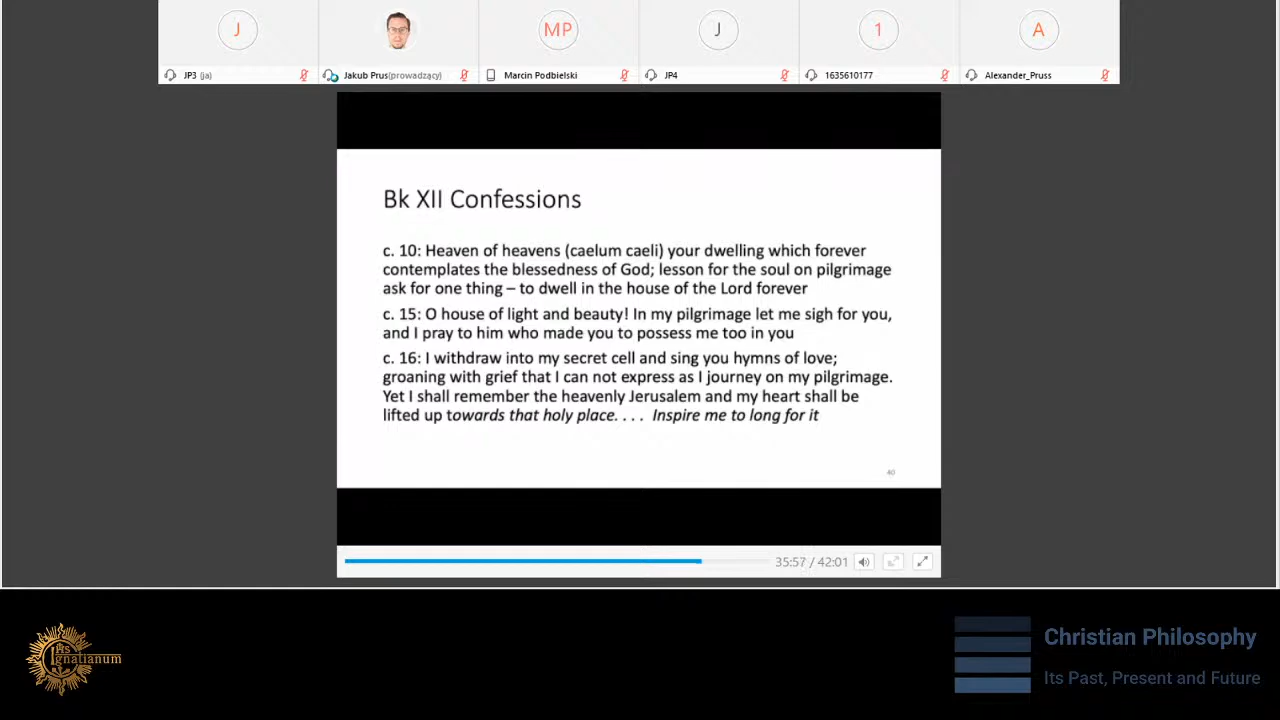 J
MP
J
1
A
JP3 (ja)
Jakub Prus(prowadzący)
Marcin Podbielski
JP4
1635610177
Alexander_Pruss
Bk XII Confessions
c. 10: Heaven of heavens (caelum caeli) your dwelling which forever
contemplates the blessedness of God; lesson for the soul on pilgrimage
ask for one thing – to dwell in the house of the Lord forever
c. 15: O house of light and beauty! In my pilgrimage let me sigh for you,
and I pray to him who made you to possess me too in you
c. 16: I withdraw into my secret cell and sing you hymns of love;
groaning with grief that I can not express as I journey on my pilgrimage.
Yet I shall remember the heavenly Jerusalem and my heart shall be
lifted up towards that holy place. . . . Inspire me to long for it
40
35:57 / 42:01
IHS
Ignatianum
Christian Philosophy
Its Past, Present and Future